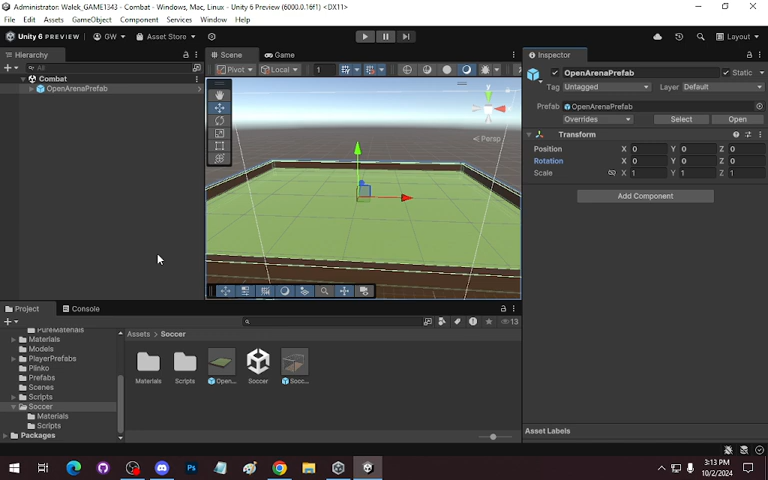 Administrator: Walek_GAME1343 - Combat - Windows, Mac, Linux - Unity 6 Preview (6000.0.16f1) <DX11>
File Edit Assets GameObject Component Services Window Help
Unity 6 PREVIEW GW Asset Store Layout
Hierarchy
All
Combat
OpenArenaPrefab
Scene Game
Pivot Local 1
y
x
Persp
Inspector
OpenArenaPrefab Static
Tag Untagged Layer Default
Prefab OpenArenaPrefab
Overrides Select Open
Transform
Position X 0 Y 0 Z 0
Rotation X 0 Y 0 Z 0
Scale X 1 Y 1 Z 1
Add Component
Project Console
13
PureMaterials
Materials
Models
PlayerPrefabs
Plinko
Prefabs
Scenes
Scripts
Soccer
Materials
Scripts
Packages
Assets > Soccer
Materials Scripts Open... Soccer Socc...
Asset Labels
3:13 PM
10/2/2024